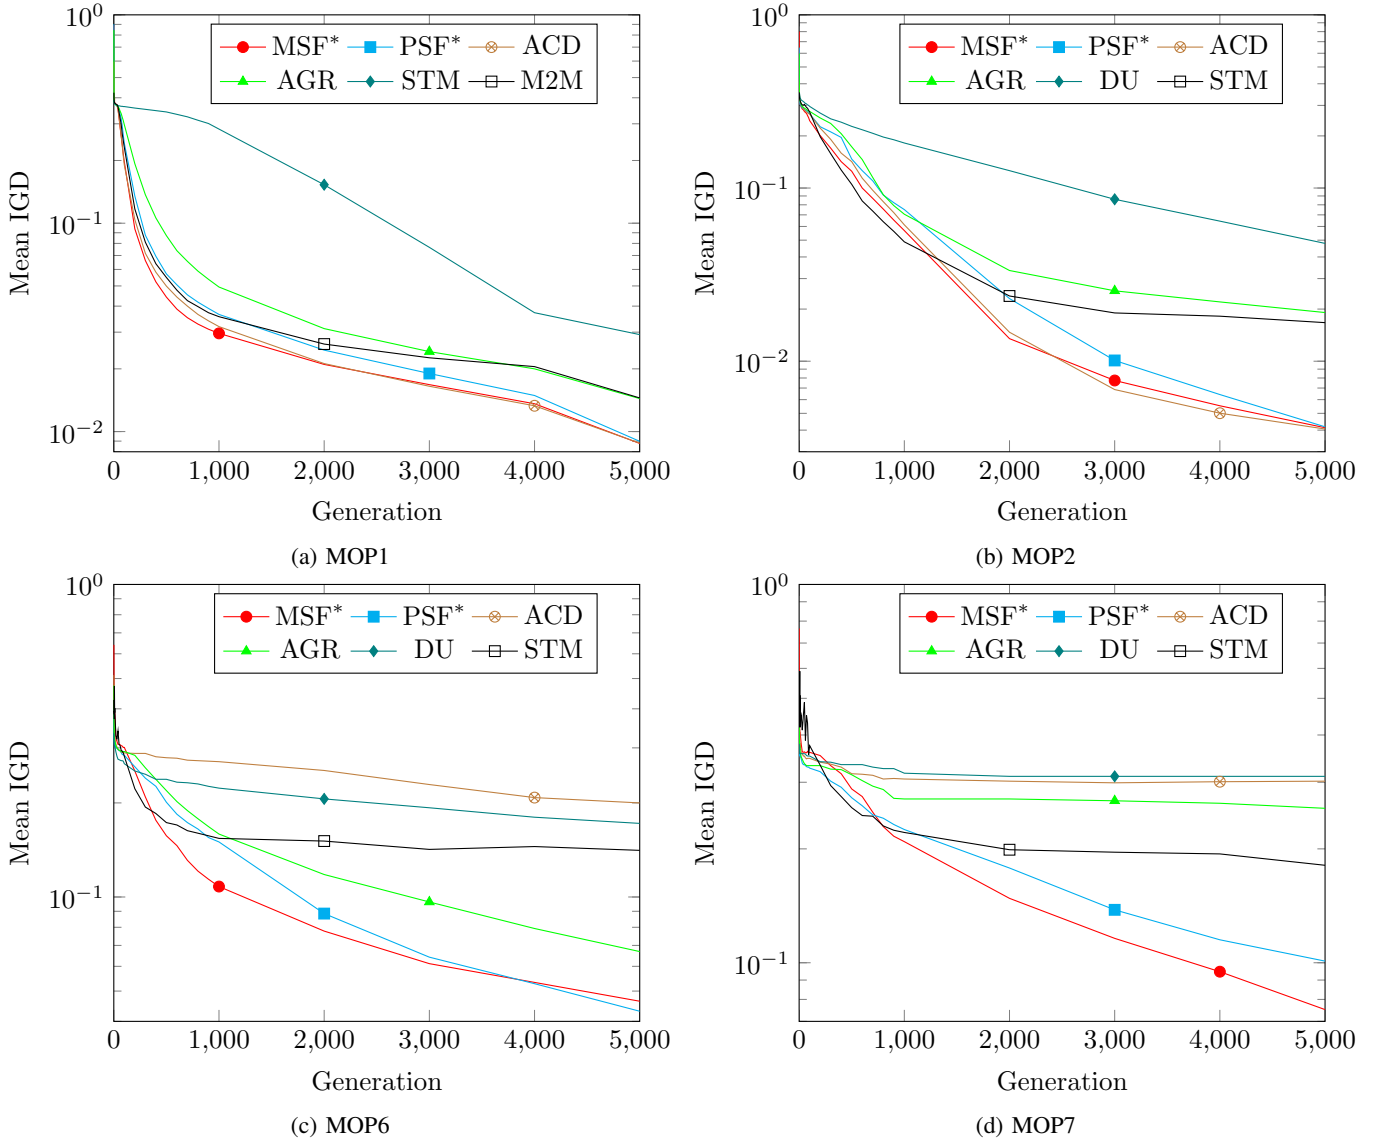 10^0
10^-1
10^-2
Mean IGD
MSF* PSF* ACD
AGR STM M2M
0 1,000 2,000 3,000 4,000 5,000
Generation
(a) MOP1
10^0
10^-1
10^-2
Mean IGD
MSF* PSF* ACD
AGR DU STM
0 1,000 2,000 3,000 4,000 5,000
Generation
(b) MOP2
10^0
10^-1
Mean IGD
MSF* PSF* ACD
AGR DU STM
0 1,000 2,000 3,000 4,000 5,000
Generation
(c) MOP6
10^0
10^-1
Mean IGD
MSF* PSF* ACD
AGR DU STM
0 1,000 2,000 3,000 4,000 5,000
Generation
(d) MOP7